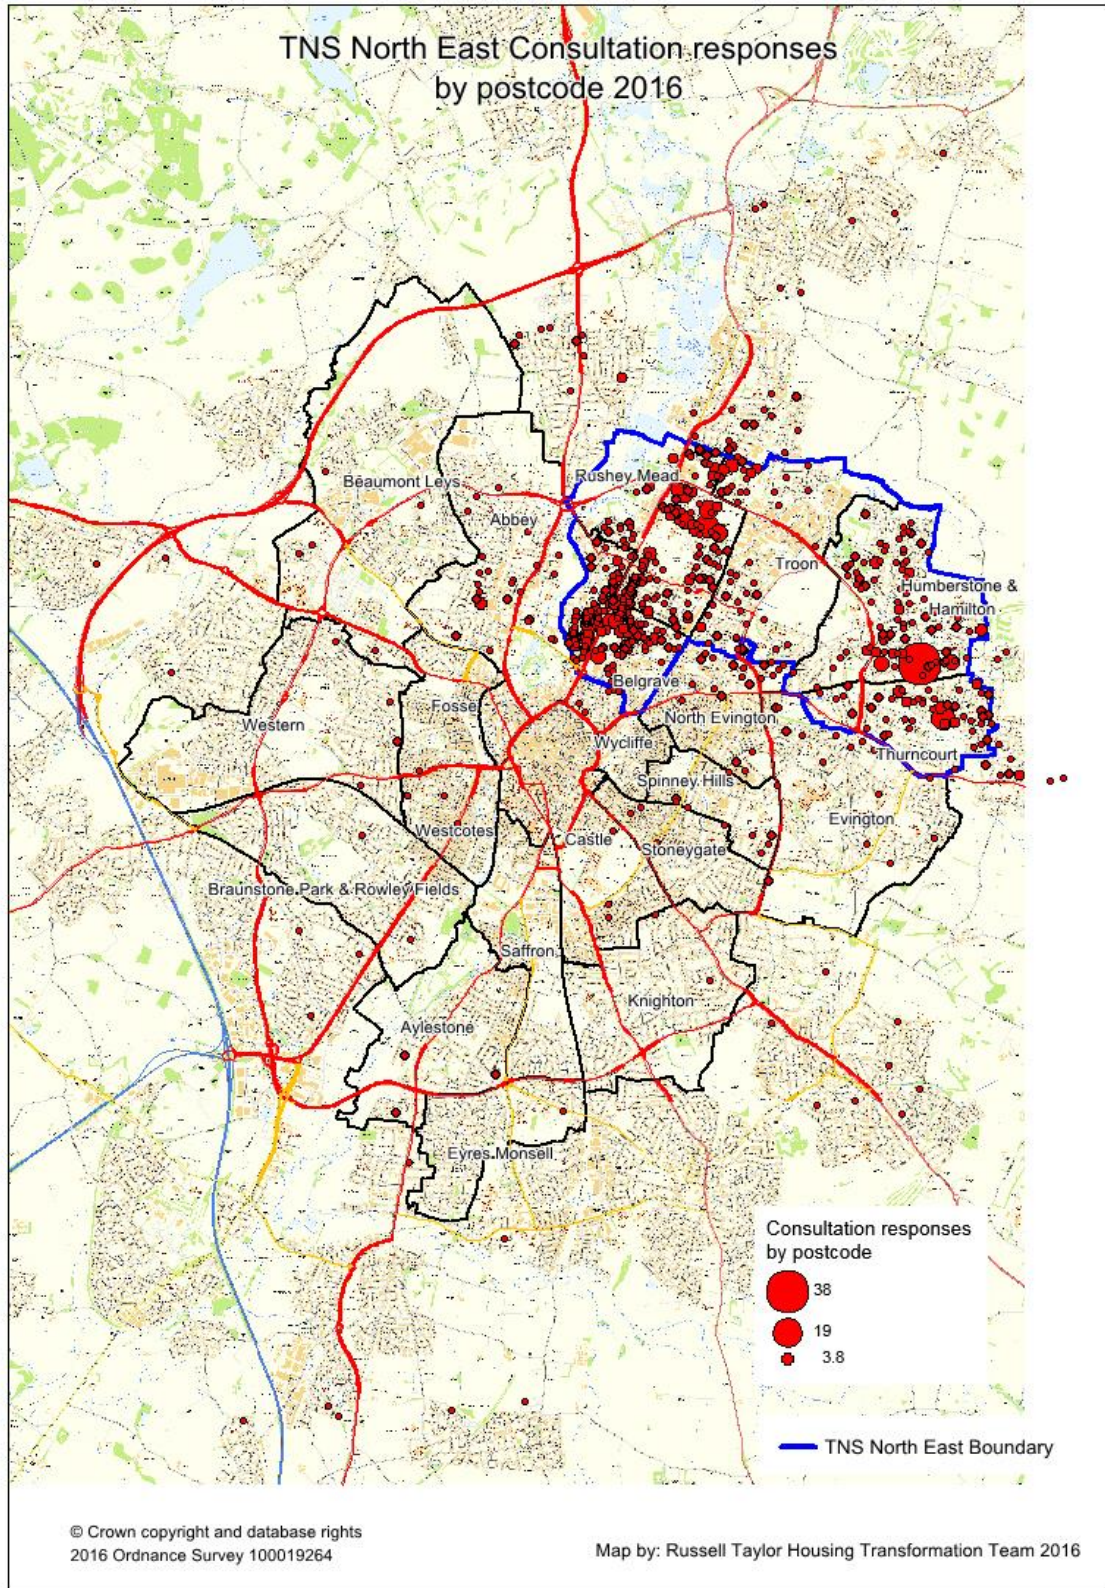 TNS North East Consultation responses
by postcode 2016
Rushey Mead
Beaumont Leys
Abbey
Troon
Humberstone &
Hamilton
Belgrave
Fosse
North Evington
Western
Wycliffe
Thurncourt
Spinney Hills
Evington
Westcotes
Castle
Stoneygate
Braunstone Park & Rowley Fields
Saffron
Knighton
Aylestone
Eyres Monsell
Consultation responses
by postcode
38
19
3.8
TNS North East Boundary
© Crown copyright and database rights
2016 Ordnance Survey 100019264
Map by: Russell Taylor Housing Transformation Team 2016